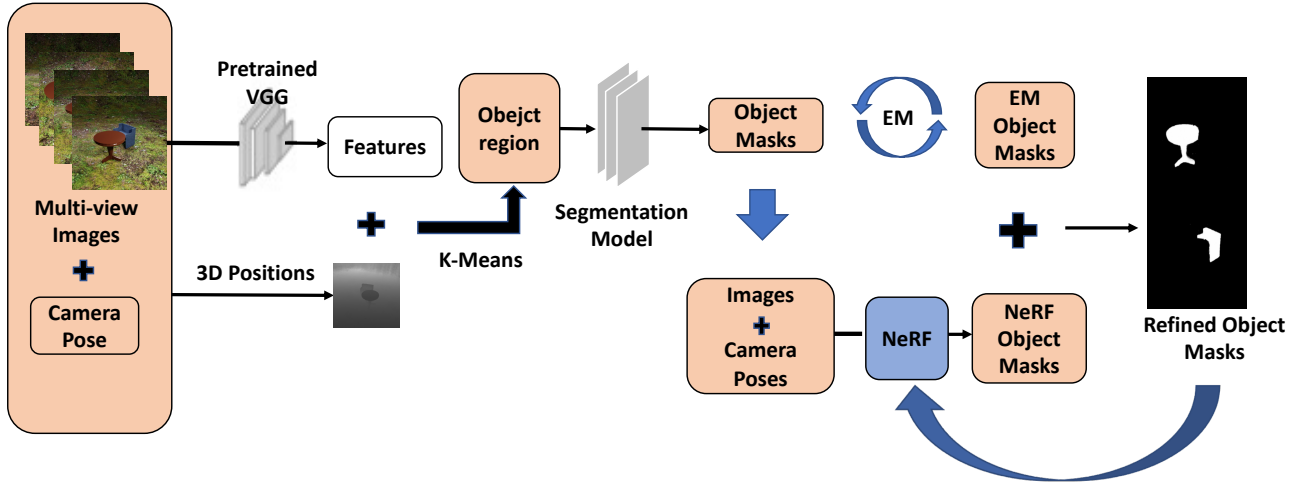 Multi-view
Images
Camera
Pose
Pretrained
VGG
Features
3D Positions
K-Means
Obejct
region
Segmentation
Model
Object
Masks
EM
EM
Object
Masks
Images
Camera
Poses
NeRF
NeRF
Object
Masks
Refined Object
Masks